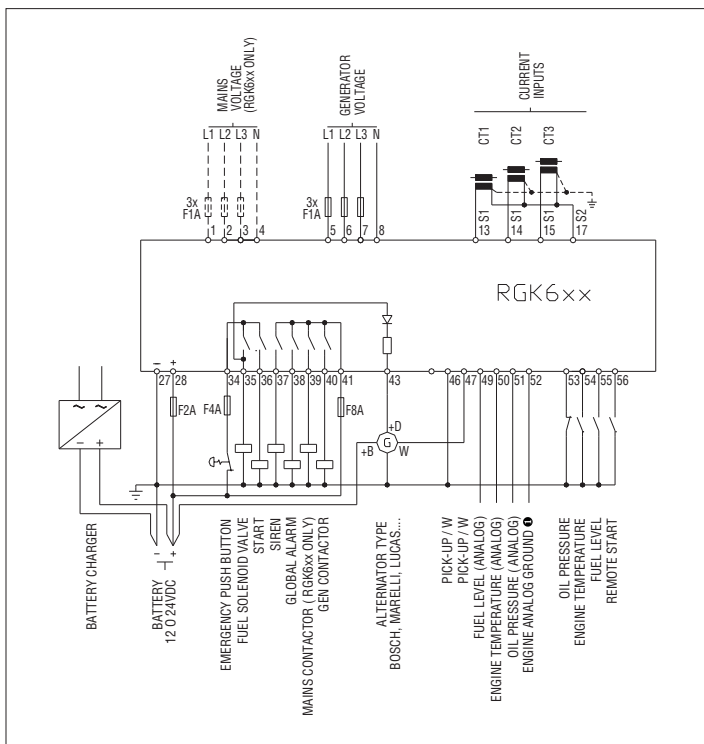 MAINS
VOLTAGE
(RGK6xx ONLY)
GENERATOR
VOLTAGE
CURRENT
INPUTS
CT1
CT2
CT3
L1 L2 L3 N
L1 L2 L3 N
3x
F1A
3x
F1A
S1
S1
S1
S2
1 2 3 4
5 6 7 8
13 14 15 17
RGK6xx
- +
27 28 34 35 36 37 38 39 40 41 43 46 47 49 50 51 52 53 54 55 56
F2A
F4A
F8A
~ ~
- +
+D
+B G W
- +
BATTERY CHARGER
BATTERY
12 O 24VDC
EMERGENCY PUSH BUTTON
FUEL SOLENOID VALVE
START
SIREN
GLOBAL ALARM
MAINS CONTACTOR ( RGK6xx ONLY)
GEN CONTACTOR
ALTERNATOR TYPE
BOSCH, MARELLI, LUCAS....
PICK-UP / W
PICK-UP / W
FUEL LEVEL (ANALOG)
ENGINE TEMPERATURE (ANALOG)
OIL PRESSURE (ANALOG)
ENGINE ANALOG GROUND ❶
OIL PRESSURE
ENGINE TEMPERATURE
FUEL LEVEL
REMOTE START